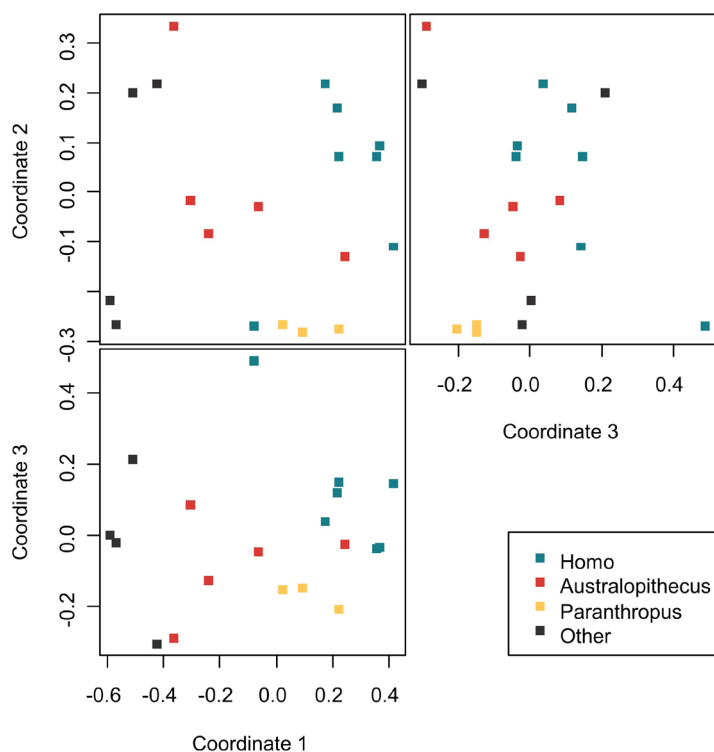 0.3
0.2
0.1
0.0
-0.1
-0.3
Coordinate 2
-0.2 0.0 0.2 0.4
Coordinate 3
0.4
0.2
0.0
-0.2
Coordinate 3
-0.6 -0.4 -0.2 0.0 0.2 0.4
Coordinate 1
Homo
Australopithecus
Paranthropus
Other